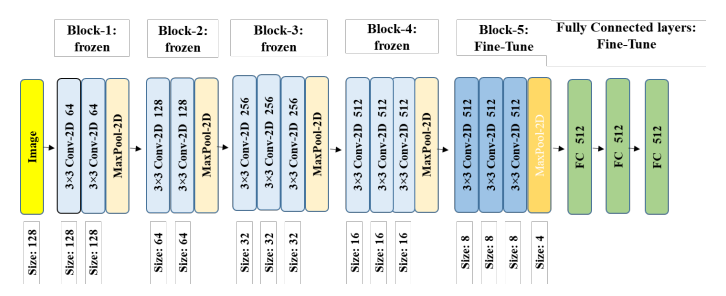 Block-1:
frozen
Block-2:
frozen
Block-3:
frozen
Block-4:
frozen
Block-5:
Fine-Tune
Fully Connected layers:
Fine-Tune
Image
3×3 Conv-2D 64
3×3 Conv-2D 64
MaxPool-2D
3×3 Conv-2D 128
3×3 Conv-2D 128
MaxPool-2D
3×3 Conv-2D 256
3×3 Conv-2D 256
3×3 Conv-2D 256
MaxPool-2D
3×3 Conv-2D 512
3×3 Conv-2D 512
3×3 Conv-2D 512
MaxPool-2D
3×3 Conv-2D 512
3×3 Conv-2D 512
3×3 Conv-2D 512
MaxPool-2D
FC 512
FC 512
FC 512
Size: 128
Size: 128
Size: 128
Size: 64
Size: 64
Size: 32
Size: 32
Size: 32
Size: 16
Size: 16
Size: 16
Size: 8
Size: 8
Size: 8
Size: 4